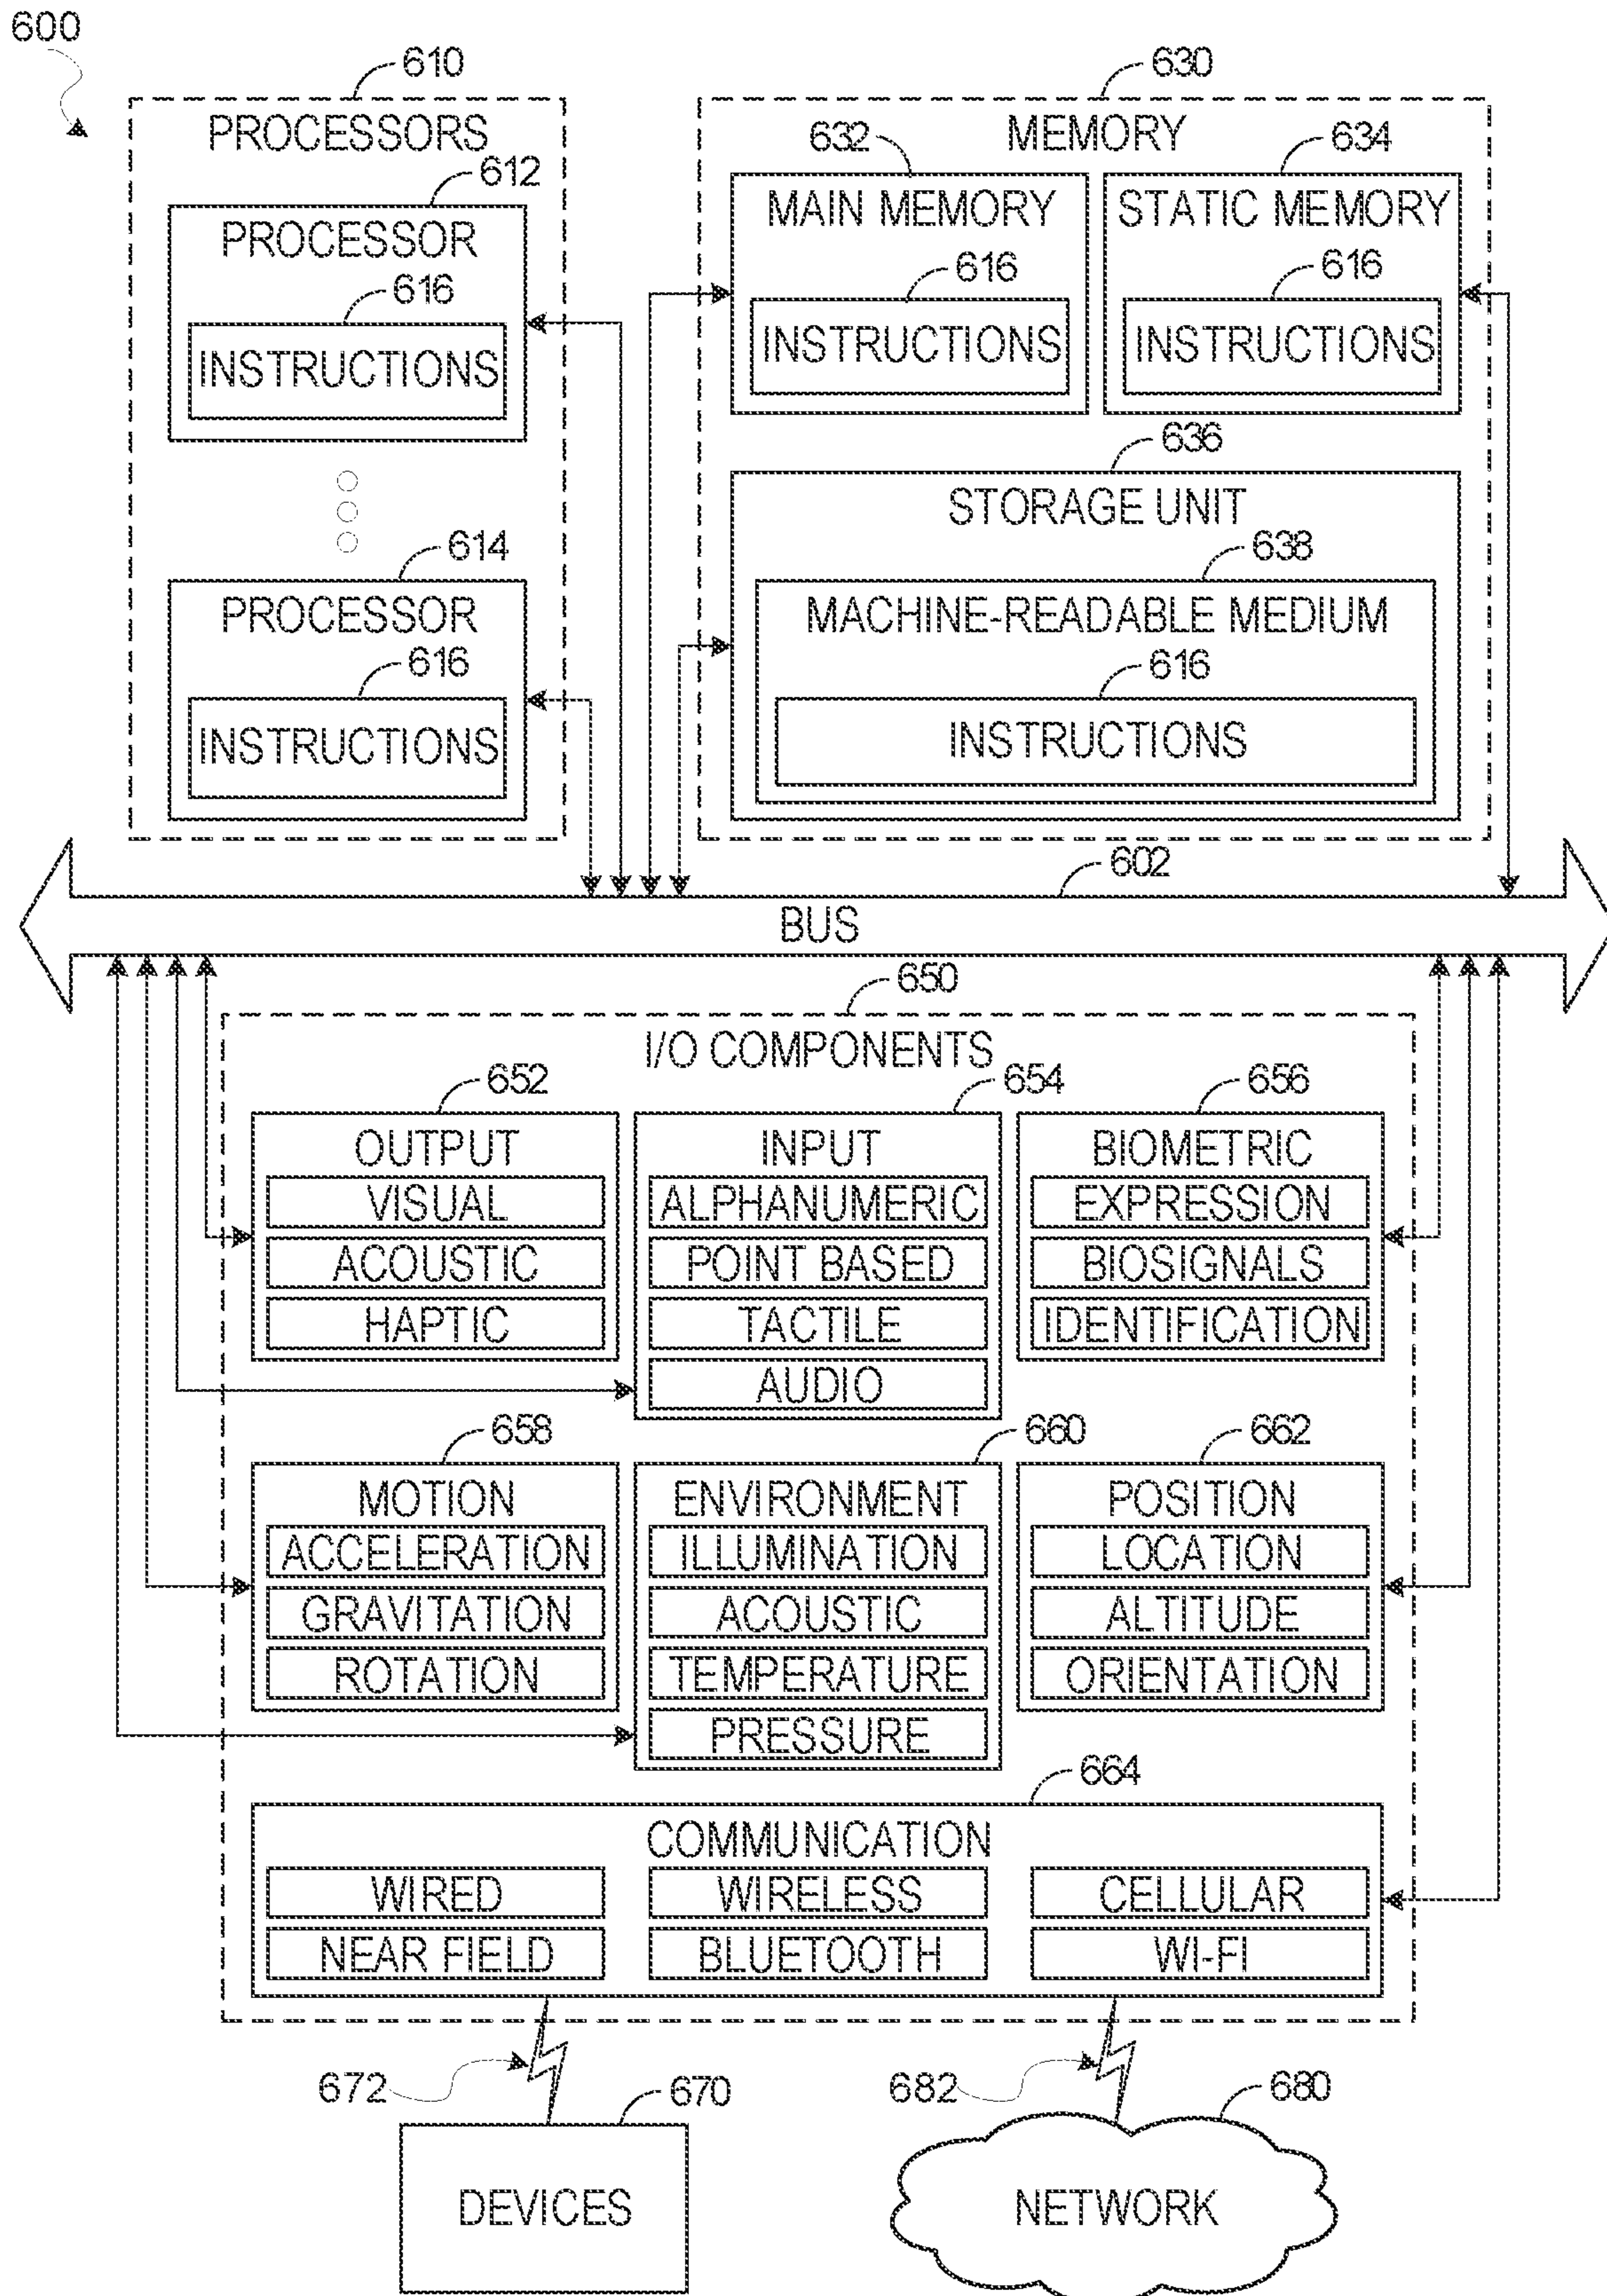 600
610
PROCESSORS
612
PROCESSOR
616
INSTRUCTIONS
614
PROCESSOR
616
INSTRUCTIONS
630
MEMORY
632
MAIN MEMORY
616
INSTRUCTIONS
634
STATIC MEMORY
616
INSTRUCTIONS
636
STORAGE UNIT
638
MACHINE-READABLE MEDIUM
616
INSTRUCTIONS
602
BUS
650
I/O COMPONENTS
652
OUTPUT
VISUAL
ACOUSTIC
HAPTIC
654
INPUT
ALPHANUMERIC
POINT BASED
TACTILE
AUDIO
656
BIOMETRIC
EXPRESSION
BIOSIGNALS
IDENTIFICATION
658
MOTION
ACCELERATION
GRAVITATION
ROTATION
660
ENVIRONMENT
ILLUMINATION
ACOUSTIC
TEMPERATURE
PRESSURE
662
POSITION
LOCATION
ALTITUDE
ORIENTATION
664
COMMUNICATION
WIRED
WIRELESS
CELLULAR
NEAR FIELD
BLUETOOTH
WI-FI
672
670
DEVICES
682
680
NETWORK